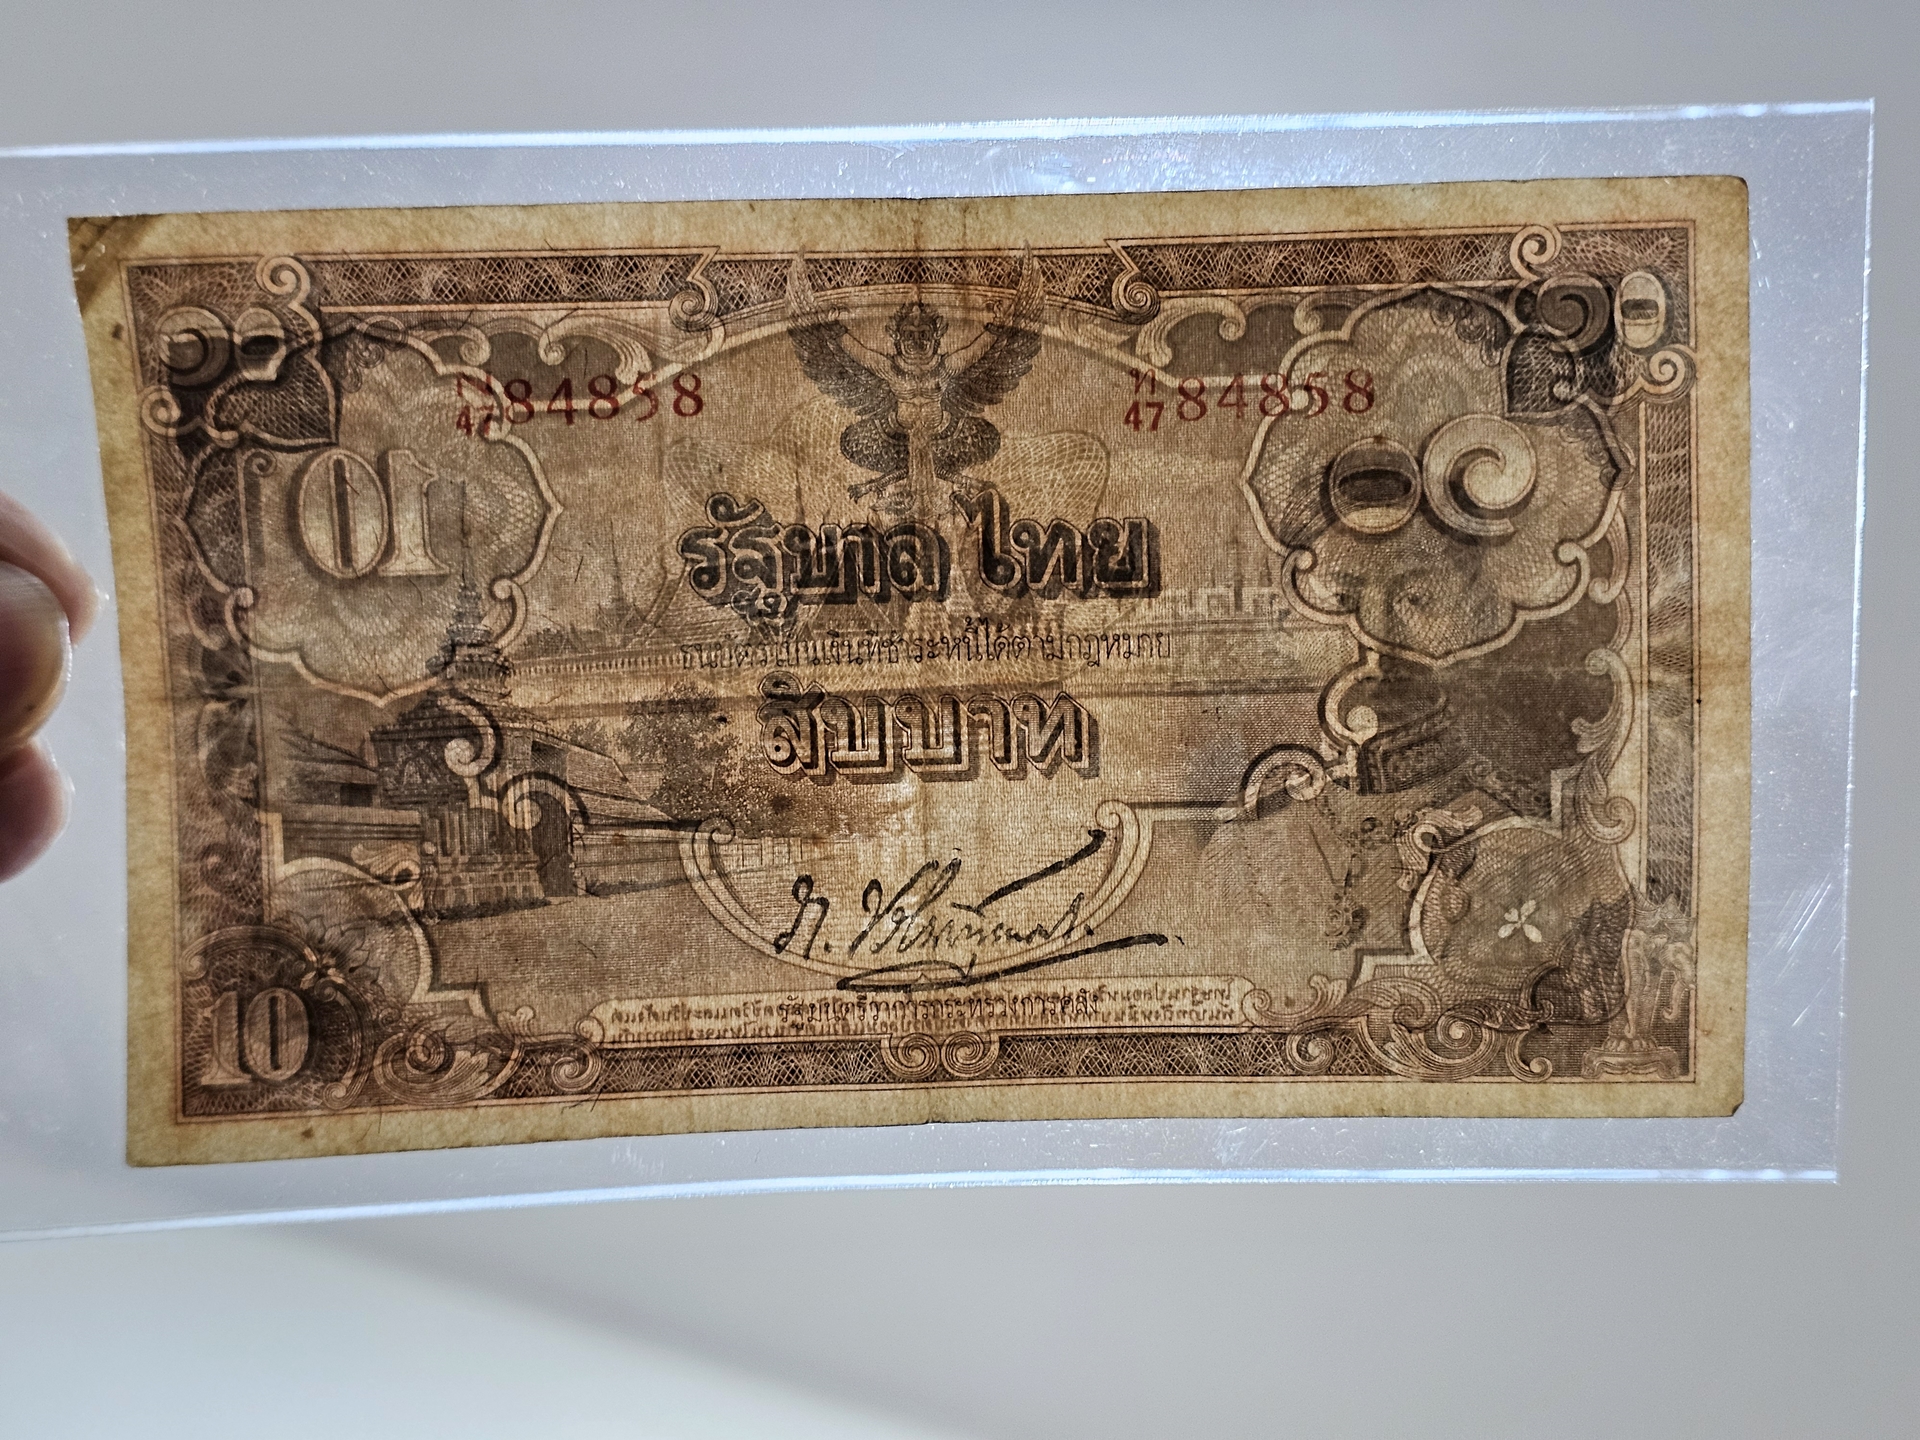 ๑๐ ๑๐
47 84858 47 84858
10 ๑๐
รัฐบาลไทย
ธนบัตร์เป็นเงินที่ชำระหนี้ได้ตามกฎหมาย
สิบบาท
รัฐมนตรีว่าการกระทรวงการคลัง
10